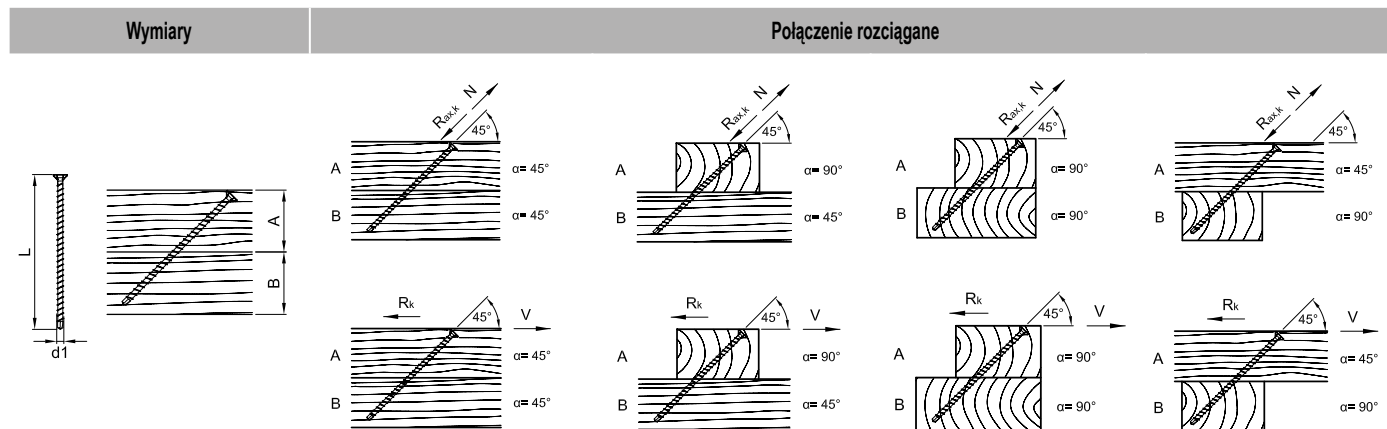 Wymiary
Połączenie rozciągane
L
d1
A
B
Rax,k N
45°
A α= 45°
B α= 45°
Rax,k N
45°
A α= 90°
B α= 45°
Rax,k N
45°
A α= 90°
B α= 90°
Rax,k N
45°
A α= 45°
B α= 90°
Rk 45° V
A α= 45°
B α= 45°
Rk 45° V
A α= 90°
B α= 45°
Rk 45° V
A α= 90°
B α= 90°
Rk 45° V
A α= 45°
B α= 90°